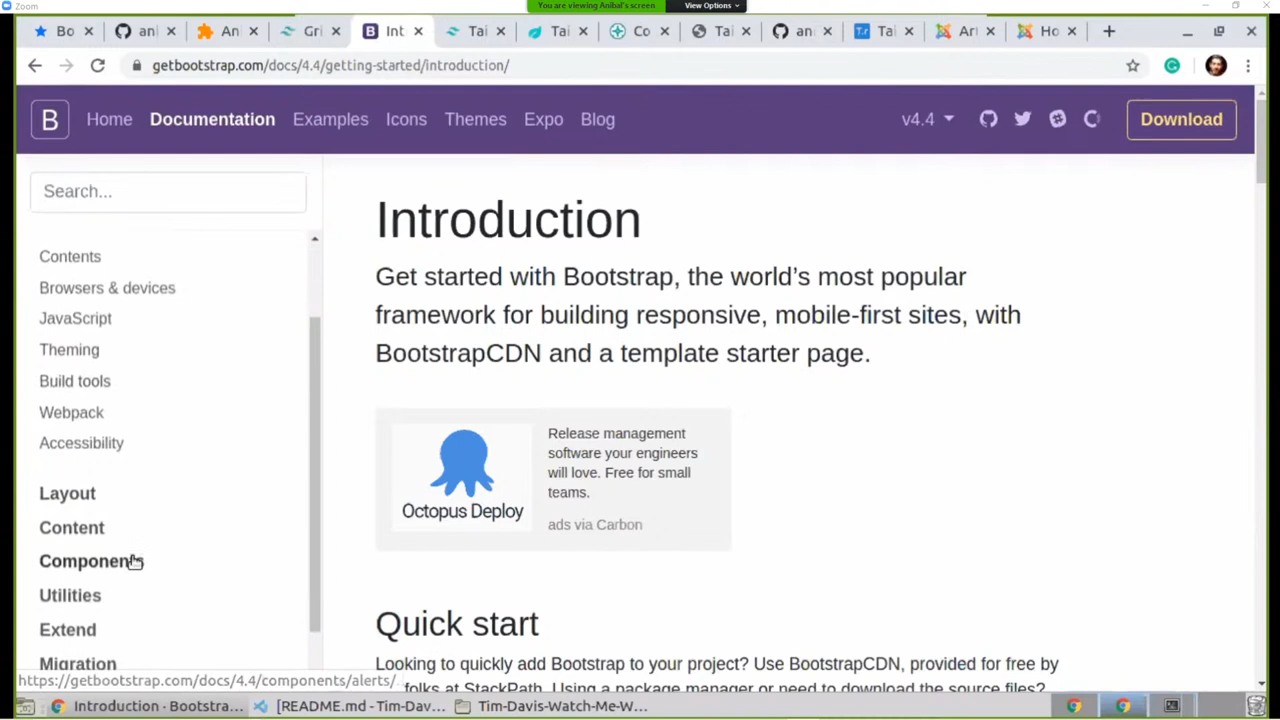 Zoom
You are viewing Anibal's screen
View Options
Bo
ani
An
Gri
Int
Tai
Tai
Co
Tai
ani
Tai
Art
Ho
getbootstrap.com/docs/4.4/getting-started/introduction/
B
Home
Documentation
Examples
Icons
Themes
Expo
Blog
v4.4
Download
Search...
Contents
Browsers & devices
JavaScript
Theming
Build tools
Webpack
Accessibility
Layout
Content
Components
Utilities
Extend
Migration
Introduction
Get started with Bootstrap, the world's most popular
framework for building responsive, mobile-first sites, with
BootstrapCDN and a template starter page.
Octopus Deploy
Release management
software your engineers
will love. Free for small
teams.
ads via Carbon
Quick start
Looking to quickly add Bootstrap to your project? Use BootstrapCDN, provided for free by
folks at StackPath. Using a package manager or need to download the source files?
https://getbootstrap.com/docs/4.4/components/alerts/
Introduction · Bootstra...
[README.md - Tim-Dav...
Tim-Davis-Watch-Me-W...